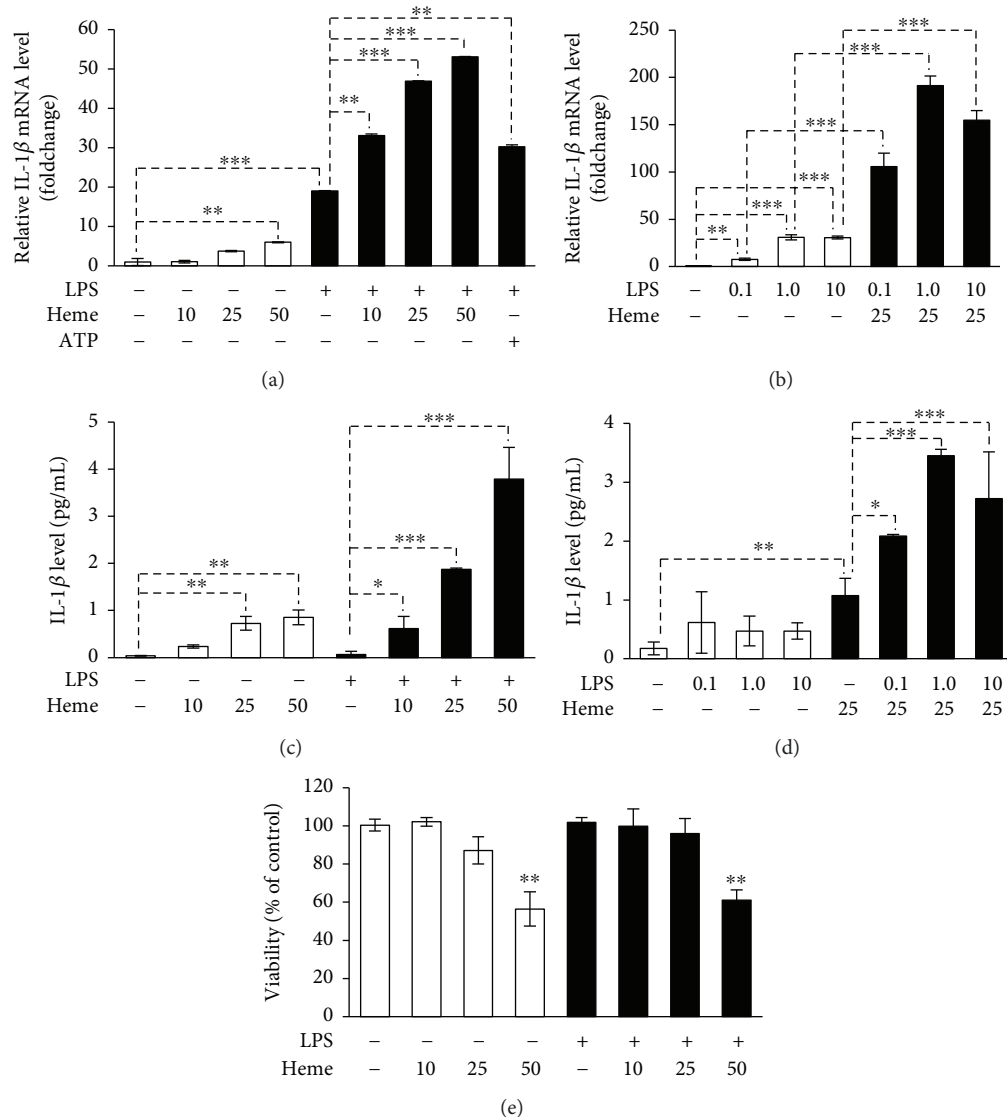 Relative IL-1β mRNA level
(foldchange)
60
50
40
30
20
10
0
**
***
***
**
***
**
LPS – – – – + + + + +
Heme – 10 25 50 – 10 25 50 –
ATP – – – – – – – – +
(a)
Relative IL-1β mRNA level
(foldchange)
250
200
150
100
50
0
***
***
***
***
***
**
LPS – 0.1 1.0 10 0.1 1.0 10
Heme – – – – 25 25 25
(b)
IL-1β level (pg/mL)
5
4
3
2
1
0
***
***
**
**
*
LPS – – – – + + + +
Heme – 10 25 50 – 10 25 50
(c)
IL-1β level (pg/mL)
4
3
2
1
0
***
***
*
**
LPS – 0.1 1.0 10 – 0.1 1.0 10
Heme – – – – 25 25 25 25
(d)
Viability (% of control)
120
100
80
60
40
20
0
** **
LPS – – – – + + + +
Heme – 10 25 50 – 10 25 50
(e)